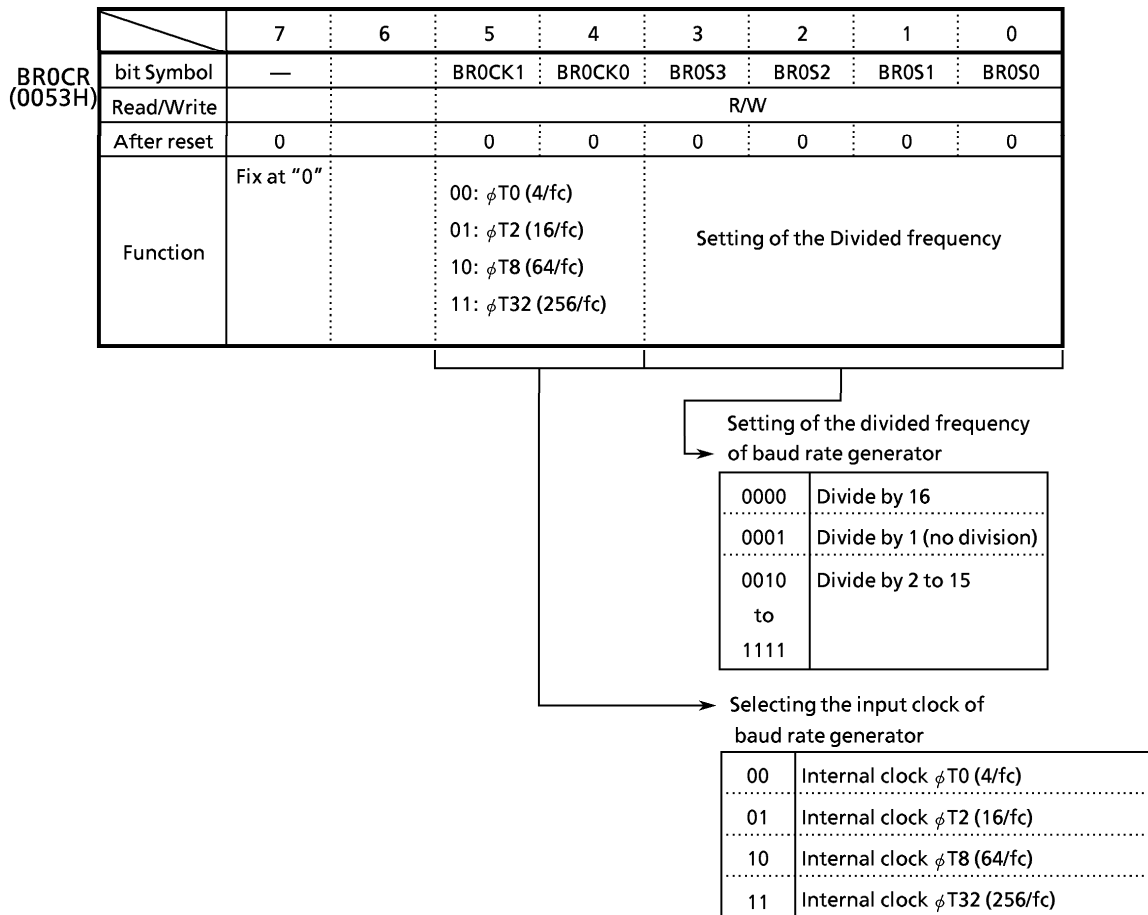 7 6 5 4 3 2 1 0
BR0CR
(0053H)
bit Symbol — BR0CK1 BR0CK0 BR0S3 BR0S2 BR0S1 BR0S0
Read/Write R/W
After reset 0 0 0 0 0 0 0
Function
Fix at "0"
00: φT0 (4/fc)
01: φT2 (16/fc)
10: φT8 (64/fc)
11: φT32 (256/fc)
Setting of the Divided frequency
Setting of the divided frequency
of baud rate generator
0000 Divide by 16
0001 Divide by 1 (no division)
0010 Divide by 2 to 15
to
1111
Selecting the input clock of
baud rate generator
00 Internal clock φT0 (4/fc)
01 Internal clock φT2 (16/fc)
10 Internal clock φT8 (64/fc)
11 Internal clock φT32 (256/fc)